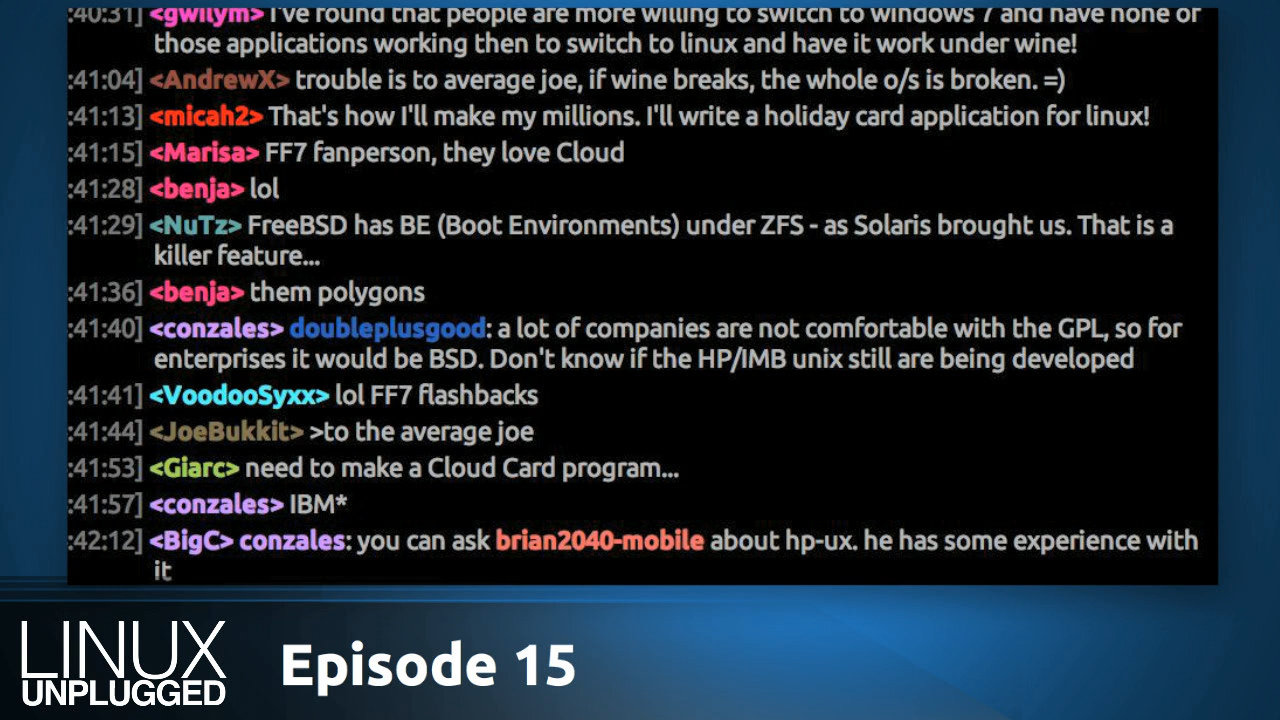 :40:31] <gwilym> I've found that people are more willing to switch to windows 7 and have none of
those applications working then to switch to linux and have it work under wine!
:41:04] <AndrewX> trouble is to average joe, if wine breaks, the whole o/s is broken. =)
:41:13] <micah2> That's how I'll make my millions. I'll write a holiday card application for linux!
:41:15] <Marisa> FF7 fanperson, they love Cloud
:41:28] <benja> lol
:41:29] <NuTz> FreeBSD has BE (Boot Environments) under ZFS - as Solaris brought us. That is a
killer feature...
:41:36] <benja> them polygons
:41:40] <conzales> doubleplusgood: a lot of companies are not comfortable with the GPL, so for
enterprises it would be BSD. Don't know if the HP/IMB unix still are being developed
:41:41] <VoodooSyxx> lol FF7 flashbacks
:41:44] <JoeBukkit> >to the average joe
:41:53] <Giarc> need to make a Cloud Card program...
:41:57] <conzales> IBM*
:42:12] <BigC> conzales: you can ask brian2040-mobile about hp-ux. he has some experience with
it
LINUX
UNPLUGGED
Episode 15